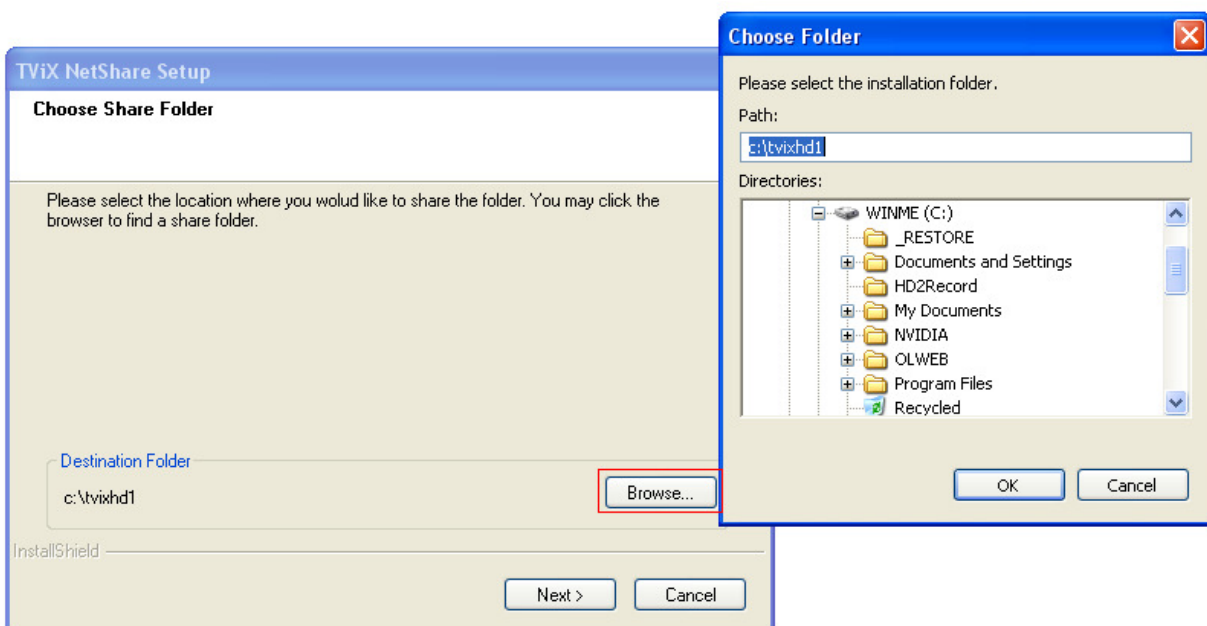 TViX NetShare Setup
Choose Share Folder
Please select the location where you wolud like to share the folder. You may click the
browser to find a share folder.
Destination Folder
c:\tvixhd1
Browse...
InstallShield
Next >
Cancel
Choose Folder
Please select the installation folder.
Path:
c:\tvixhd1
Directories:
WINME (C:)
_RESTORE
Documents and Settings
HD2Record
My Documents
NVIDIA
OLWEB
Program Files
Recycled
OK
Cancel